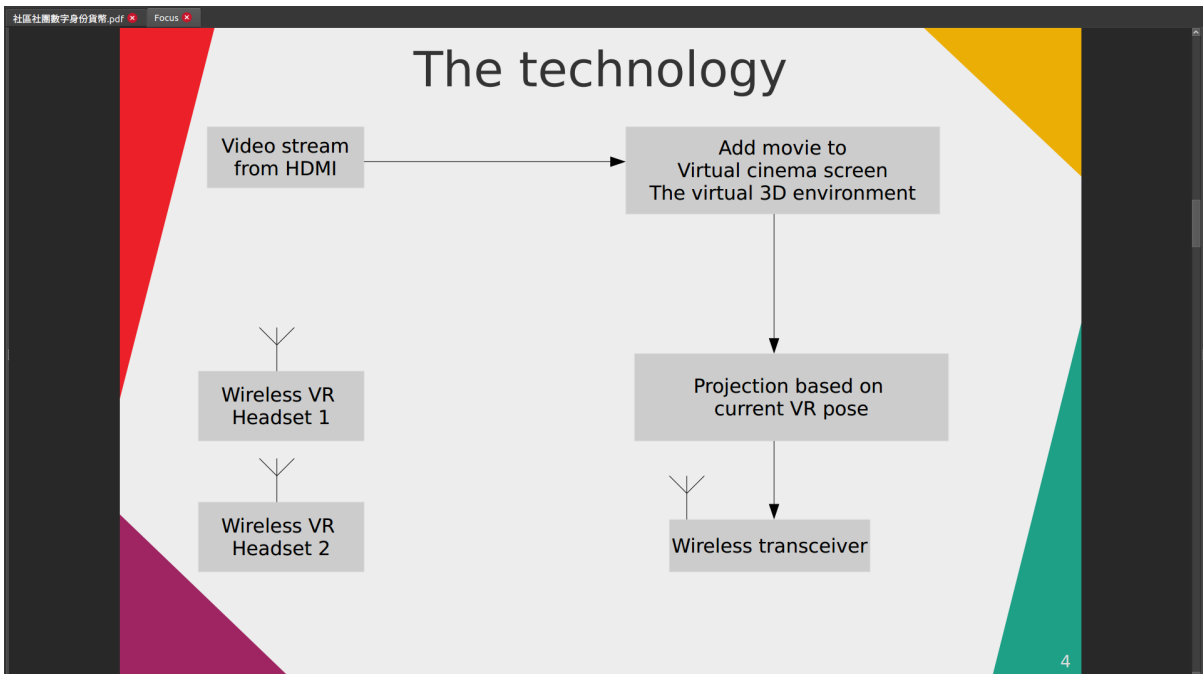 社區社團數字身份貨幣.pdf
Focus
The technology
Video stream
from HDMI
Add movie to
Virtual cinema screen
The virtual 3D environment
Wireless VR
Headset 1
Projection based on
current VR pose
Wireless VR
Headset 2
Wireless transceiver
4